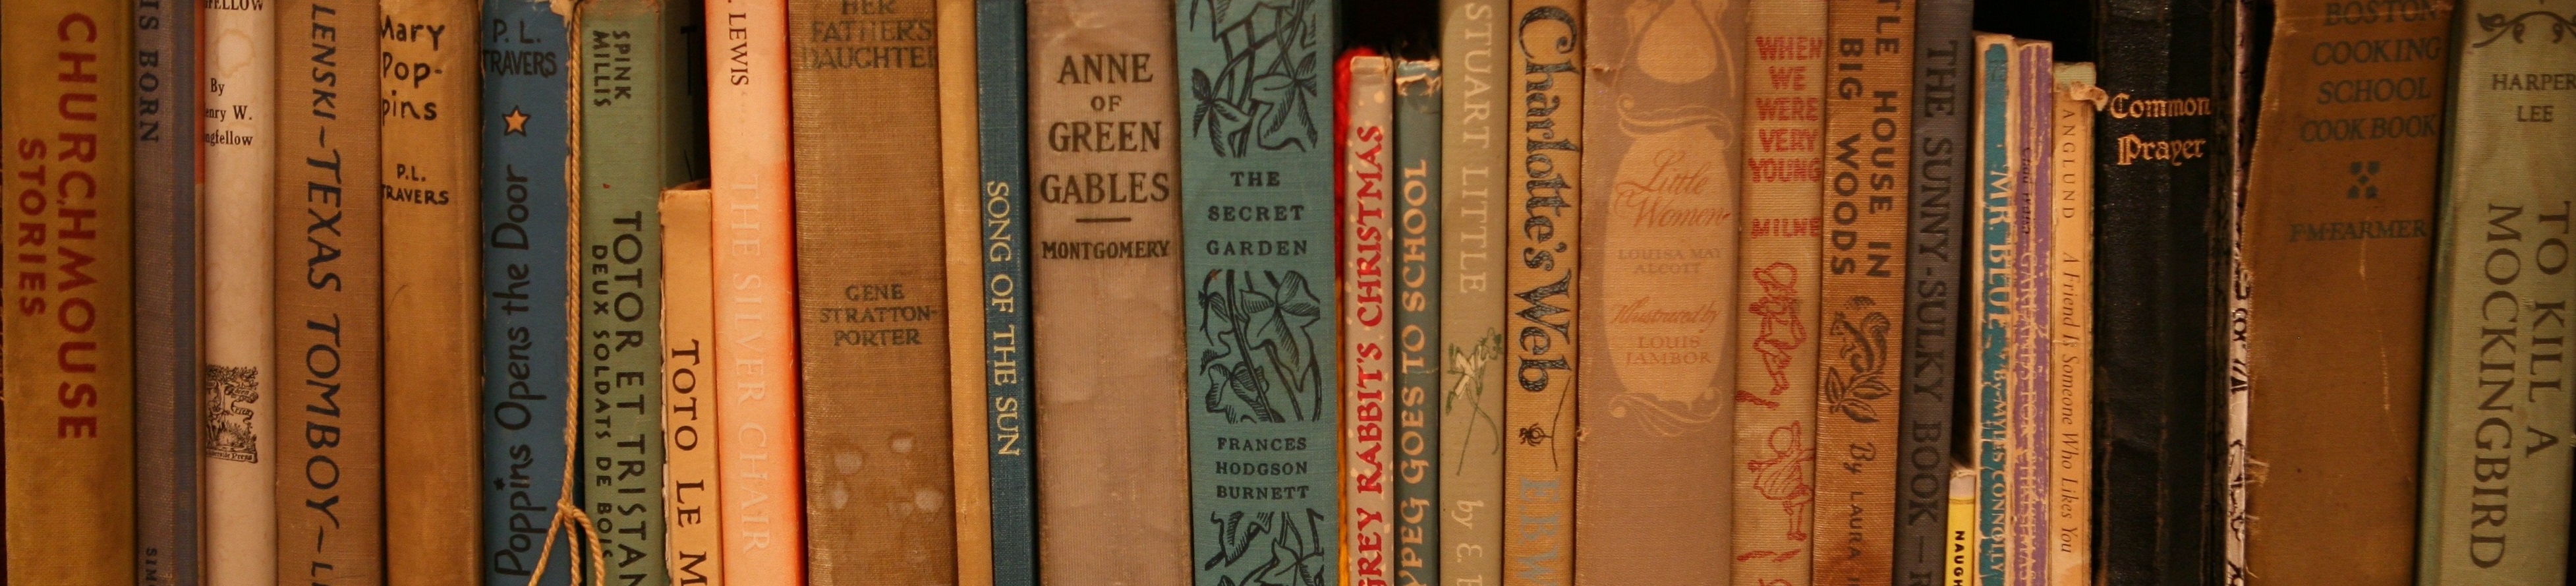 CHURCHMOUSE
STORIES
IS BORN
By
enry W.
ngfellow
LENSKI-TEXAS TOMBOY-
Mary
Pop-
pins
P.L.
TRAVERS
P. L.
TRAVERS
Poppins Opens the Door
SPINK
MILLIS
TOTOR ET TRISTAN
DEUX SOLDATS DE BOIS
TOTO LE M
LEWIS
THE SILVER CHAIR
HER
FATHER'S
DAUGHTER
GENE
STRATTON-
PORTER
SONG OF THE SUN
ANNE
OF
GREEN
GABLES
MONTGOMERY
THE
SECRET
GARDEN
FRANCES
HODGSON
BURNETT
GREY RABBIT'S CHRISTMAS
GOES TO SCHOOL
STUART LITTLE
by E.
Charlotte's Web
Little
Women
LOUISA MAY
ALCOTT
Illustrated by
LOUIS
JAMBOR
WHEN
WE
WERE
VERY
YOUNG
MILNE
TLE HOUSE IN
BIG WOODS
By LAURA
THE SUNNY-SULKY BOOK —
NAUGH
MR BLUE by MYLES CONNOLLY
ANGLUND A Friend Is Someone Who Likes You
Common
Prayer
BOSTON
COOKING
SCHOOL
COOK BOOK
F·M·FARMER
HARPER
LEE
TO KILL A
MOCKINGBIRD